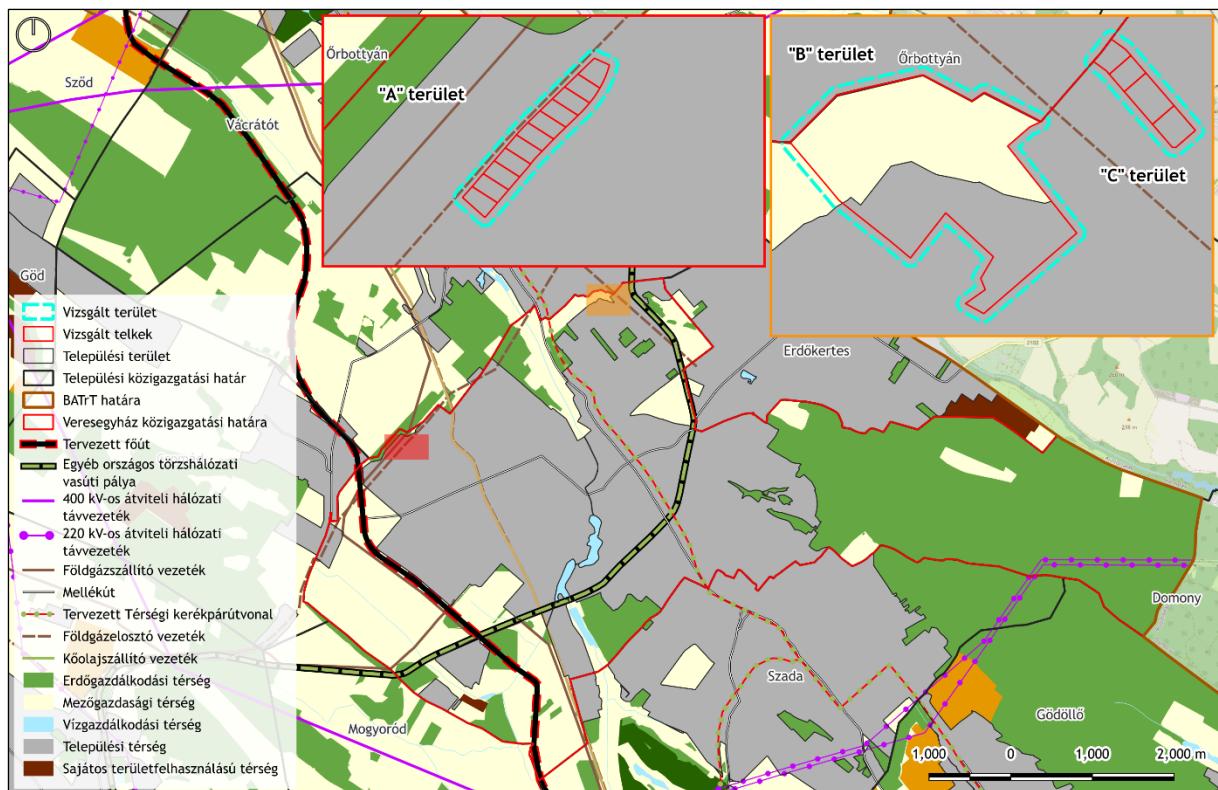 Őrbottyán
"A" terület
"B" terület
Őrbottyán
"C" terület
Sződ
Vácrátót
Göd
Erdőkertes
2102
Domony
Szada
Gödöllő
Mogyoród
Vizsgált terület
Vizsgált telkek
Települési terület
Települési közigazgatási határ
BATrT határa
Veresegyház közigazgatási határa
Tervezett főút
Egyéb országos törzshálózati
vasúti pálya
400 kV-os átviteli hálózati
távvezeték
220 kV-os átviteli hálózati
távvezeték
Földgázszállító vezeték
Mellékút
Tervezett Térségi kerékpárútvonal
Földgázelosztó vezeték
Kőolajszállító vezeték
Erdőgazdálkodási térség
Mezőgazdasági térség
Vízgazdálkodási térség
Települési térség
Sajátos területfelhasználású térség
1,000 0 1,000 2,000 m